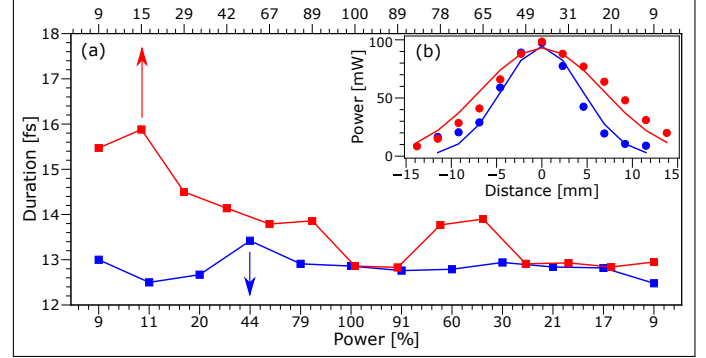 9 15 29 42 67 89 100 89 78 65 49 31 20 9
18
17
16
15
14
13
12
Duration [fs]
(a)
(b)
100
50
0
Power [mW]
−15 −10 −5 0 5 10 15
Distance [mm]
9 11 20 44 79 100 91 60 30 21 17 9
Power [%]